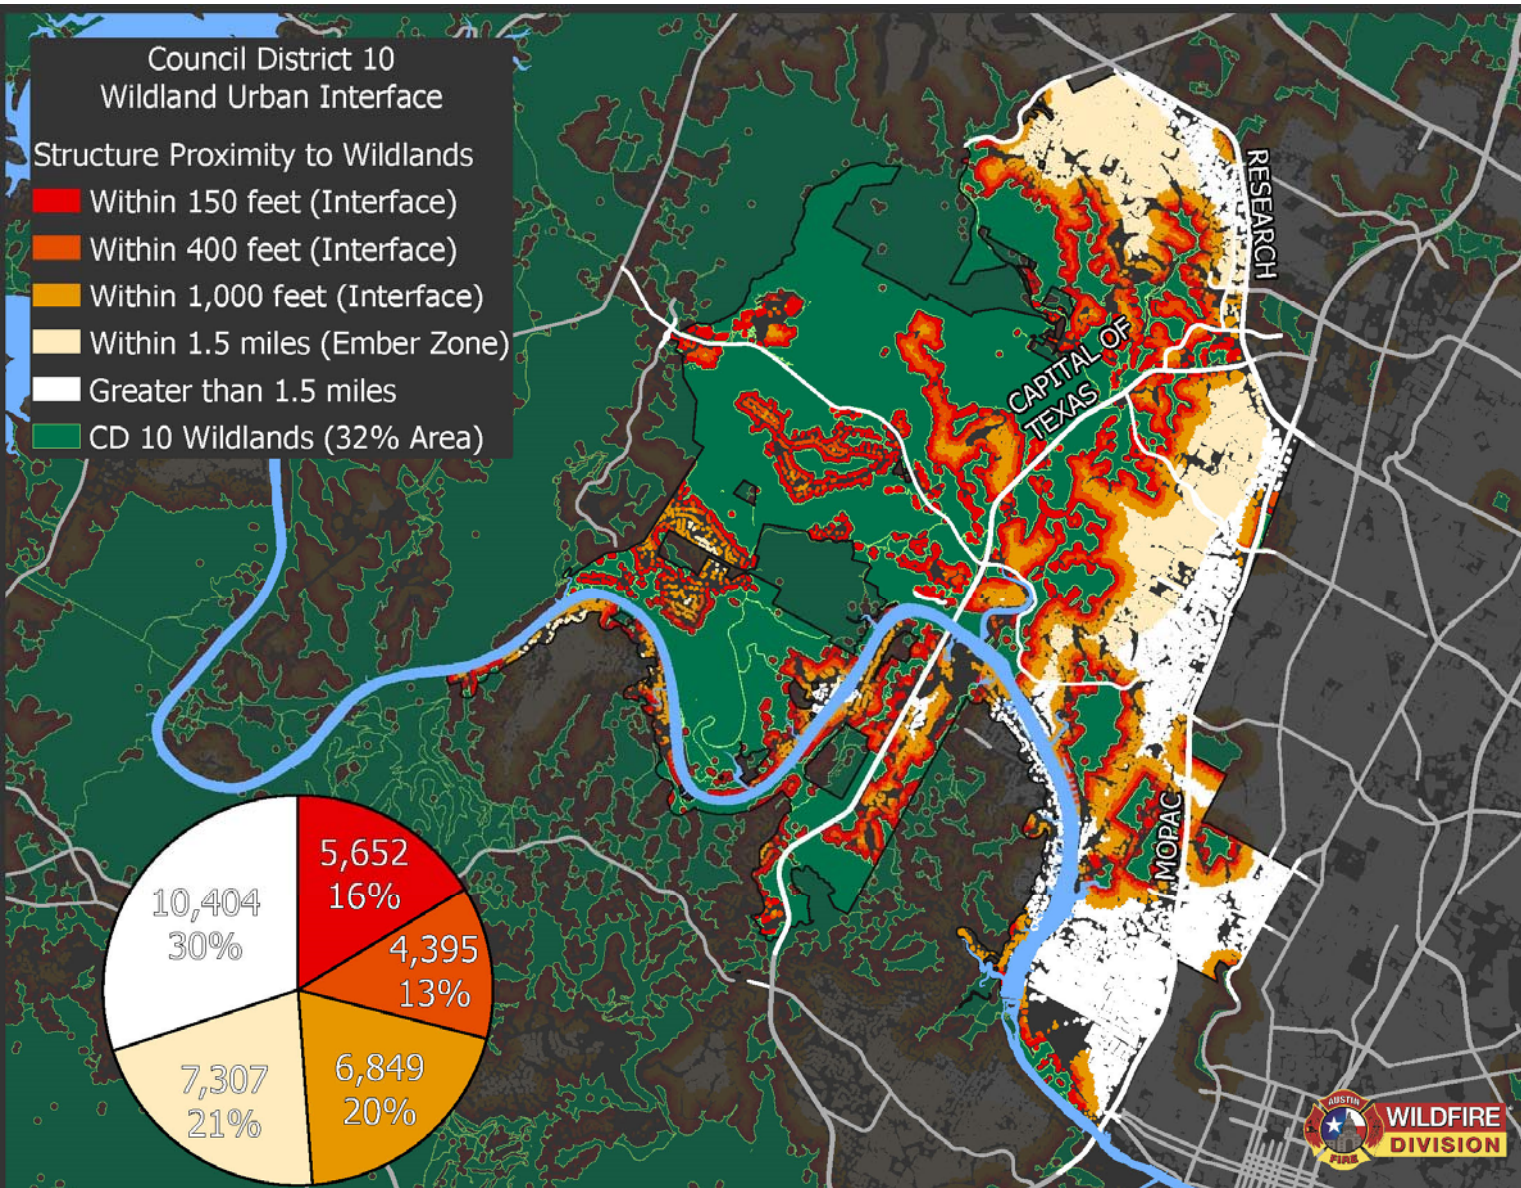 Council District 10
Wildland Urban Interface
Structure Proximity to Wildlands
Within 150 feet (Interface)
Within 400 feet (Interface)
Within 1,000 feet (Interface)
Within 1.5 miles (Ember Zone)
Greater than 1.5 miles
CD 10 Wildlands (32% Area)
RESEARCH
CAPITAL OF
TEXAS
MOPAC
5,652
16%
4,395
13%
6,849
20%
7,307
21%
10,404
30%
AUSTIN
FIRE
WILDFIRE
DIVISION